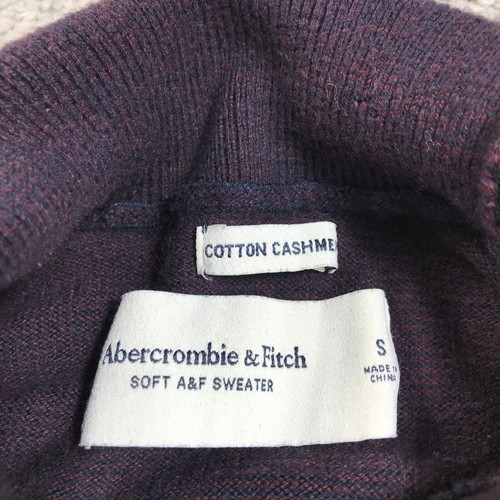 COTTON CASHME
Abercrombie & Fitch
SOFT A&F SWEATER
S
MADE IN
CHINA